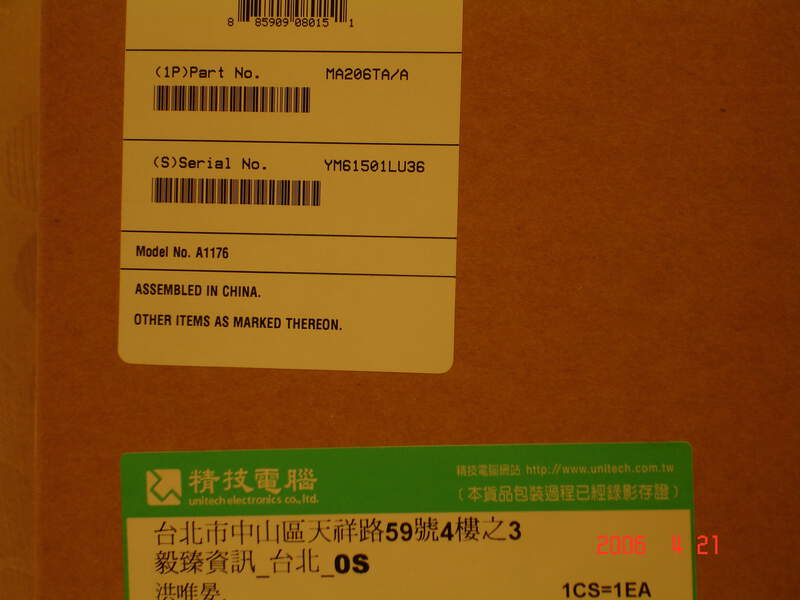 8 85909 08015 1
(1P)Part No. MA206TA/A
(S)Serial No. YM61501LU36
Model No. A1176
ASSEMBLED IN CHINA.
OTHER ITEMS AS MARKED THEREON.
精技電腦
unitech electronics co., ltd.
精技電腦網站 http://www.unitech.com.tw
(本貨品包裝過程已經錄影存證)
台北市中山區天祥路59號4樓之3
毅臻資訊_台北_OS
洪唯晏.
1CS=1EA
2006 4 21